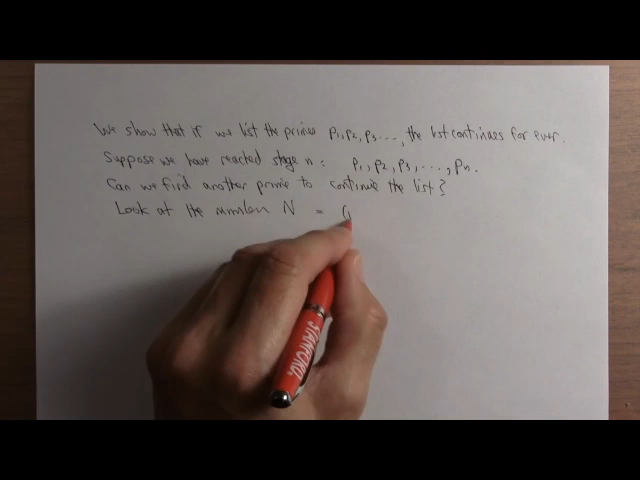 We show that if we list the primes p₁, p₂, p₃ ..., the list continues for ever.
Suppose we have reached stage n: p₁, p₂, p₃, ..., pₙ.
Can we find another prime to continue the list?
Look at the number N = (
STANFORD.